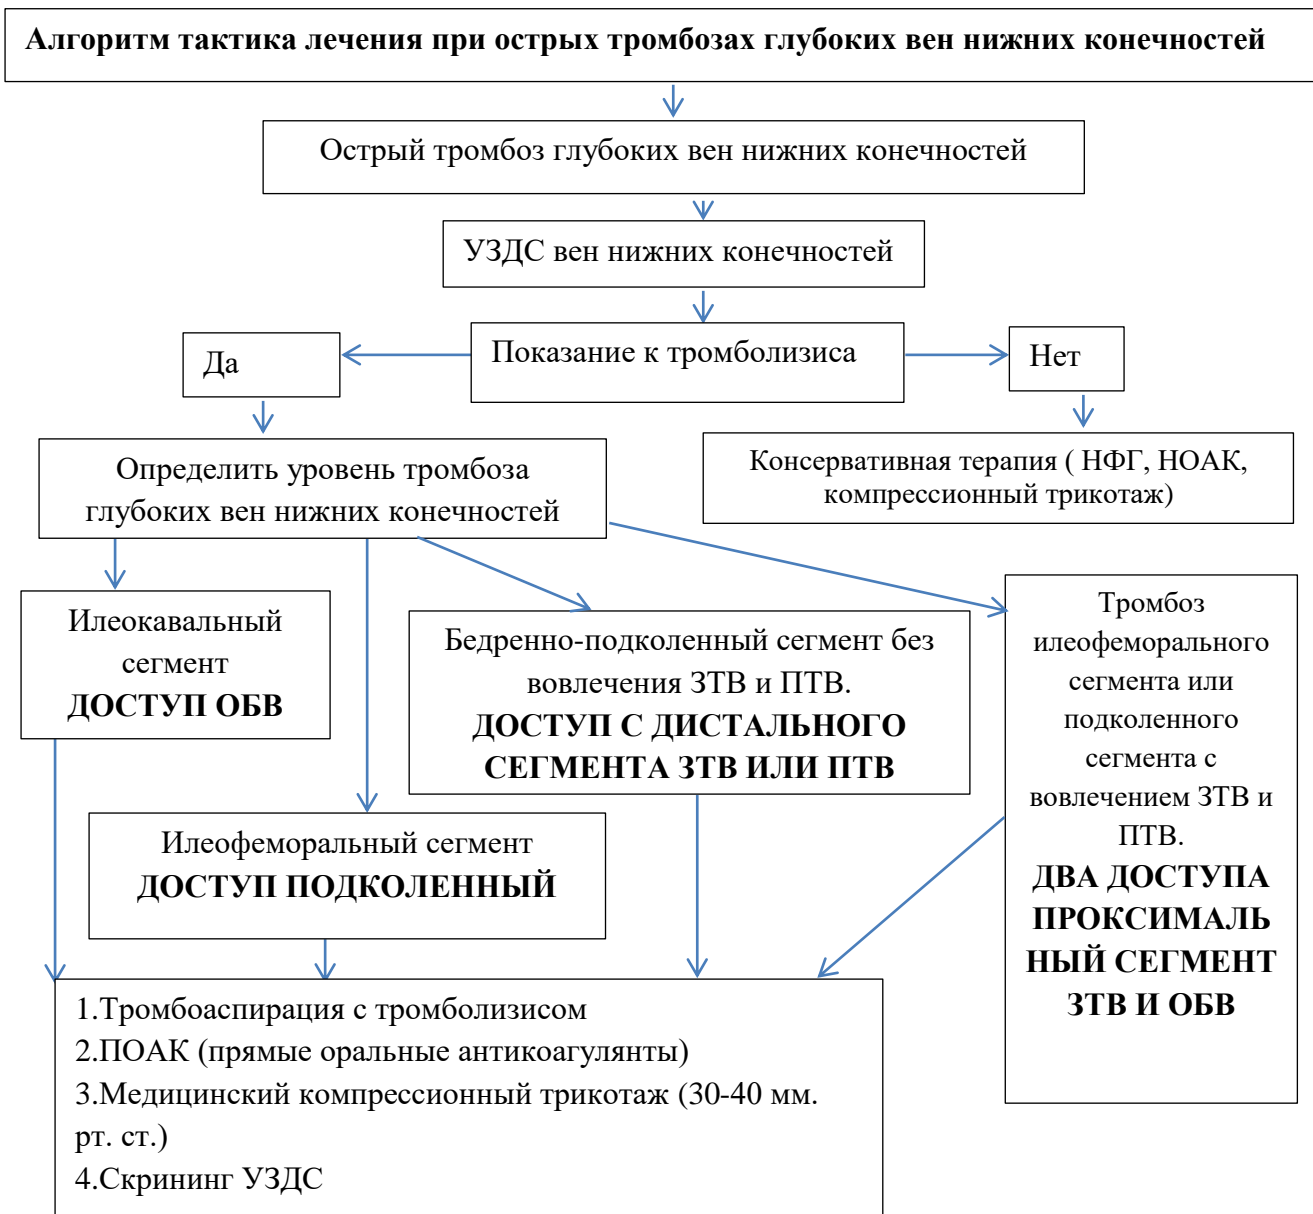 Алгоритм тактика лечения при острых тромбозах глубоких вен нижних конечностей
Острый тромбоз глубоких вен нижних конечностей
УЗДС вен нижних конечностей
Да
Показание к тромболизиса
Нет
Определить уровень тромбоза
глубоких вен нижних конечностей
Консервативная терапия ( НФГ, НОАК,
компрессионный трикотаж)
Илеокавальный
сегмент
ДОСТУП ОБВ
Илеофеморальный сегмент
ДОСТУП ПОДКОЛЕННЫЙ
Бедренно-подколенный сегмент без
вовлечения ЗТВ и ПТВ.
ДОСТУП С ДИСТАЛЬНОГО
СЕГМЕНТА ЗТВ ИЛИ ПТВ
Тромбоз
илеофеморального
сегмента или
подколенного
сегмента с
вовлечением ЗТВ и
ПТВ.
ДВА ДОСТУПА
ПРОКСИМАЛЬ
НЫЙ СЕГМЕНТ
ЗТВ И ОБВ
1.Тромбоаспирация с тромболизисом
2.ПОАК (прямые оральные антикоагулянты)
3.Медицинский компрессионный трикотаж (30-40 мм.
рт. ст.)
4.Скрининг УЗДС